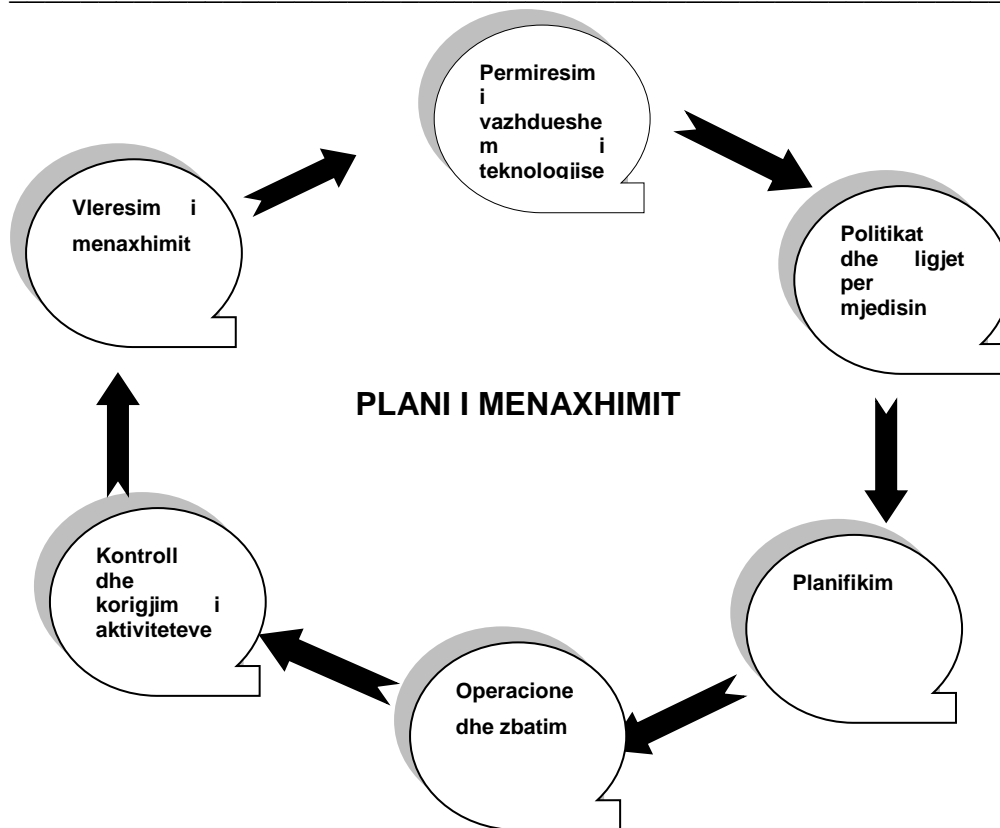 Permiresim
i
vazhdueshe
m i
teknologjise
Vleresim i
menaxhimit
Politikat
dhe ligjet
per
mjedisin
PLANI I MENAXHIMIT
Kontroll
dhe
korigjim i
aktiviteteve
Planifikim
Operacione
dhe zbatim